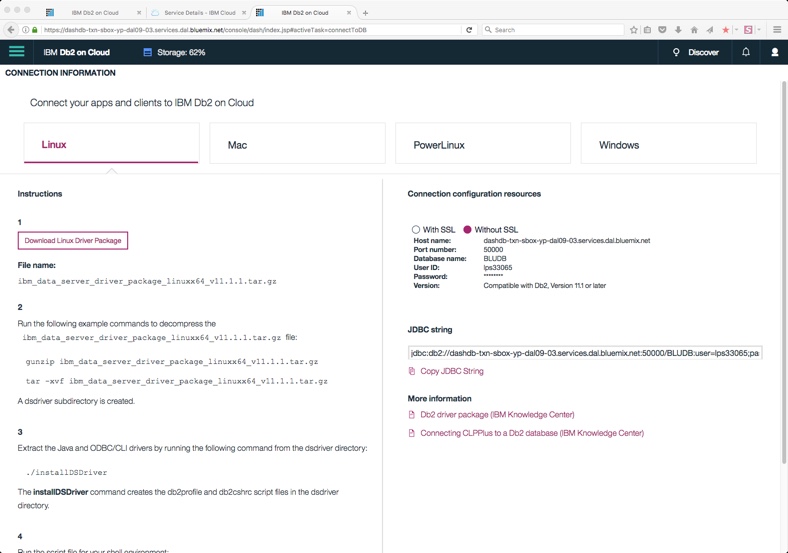 IBM Db2 on Cloud
Service Details - IBM Cloud
IBM Db2 on Cloud
https://dashdb-txn-sbox-yp-dal09-03.services.dal.bluemix.net/console/dash/index.jsp#activeTask=connectToDB
Search
IBM Db2 on Cloud
Storage: 62%
Discover
CONNECTION INFORMATION
Connect your apps and clients to IBM Db2 on Cloud
Linux
Mac
PowerLinux
Windows
Instructions
1
Download Linux Driver Package
File name:
ibm_data_server_driver_package_linuxx64_v11.1.1.tar.gz
2
Run the following example commands to decompress the
ibm_data_server_driver_package_linuxx64_v11.1.1.tar.gz file:
gunzip ibm_data_server_driver_package_linuxx64_v11.1.1.tar.gz
tar -xvf ibm_data_server_driver_package_linuxx64_v11.1.1.tar.gz
A dsdriver subdirectory is created.
3
Extract the Java and ODBC/CLI drivers by running the following command from the dsdriver directory:
./installDSDriver
The installDSDriver command creates the db2profile and db2cshrc script files in the dsdriver
directory.
4
Run the script file for your shell environment:
Connection configuration resources
With SSL
Without SSL
Host name: dashdb-txn-sbox-yp-dal09-03.services.dal.bluemix.net
Port number: 50000
Database name: BLUDB
User ID: lps33065
Password: ********
Version: Compatible with Db2, Version 11.1 or later
JDBC string
jdbc:db2://dashdb-txn-sbox-yp-dal09-03.services.dal.bluemix.net:50000/BLUDB:user=lps33065;pa
Copy JDBC String
More information
Db2 driver package (IBM Knowledge Center)
Connecting CLPPlus to a Db2 database (IBM Knowledge Center)